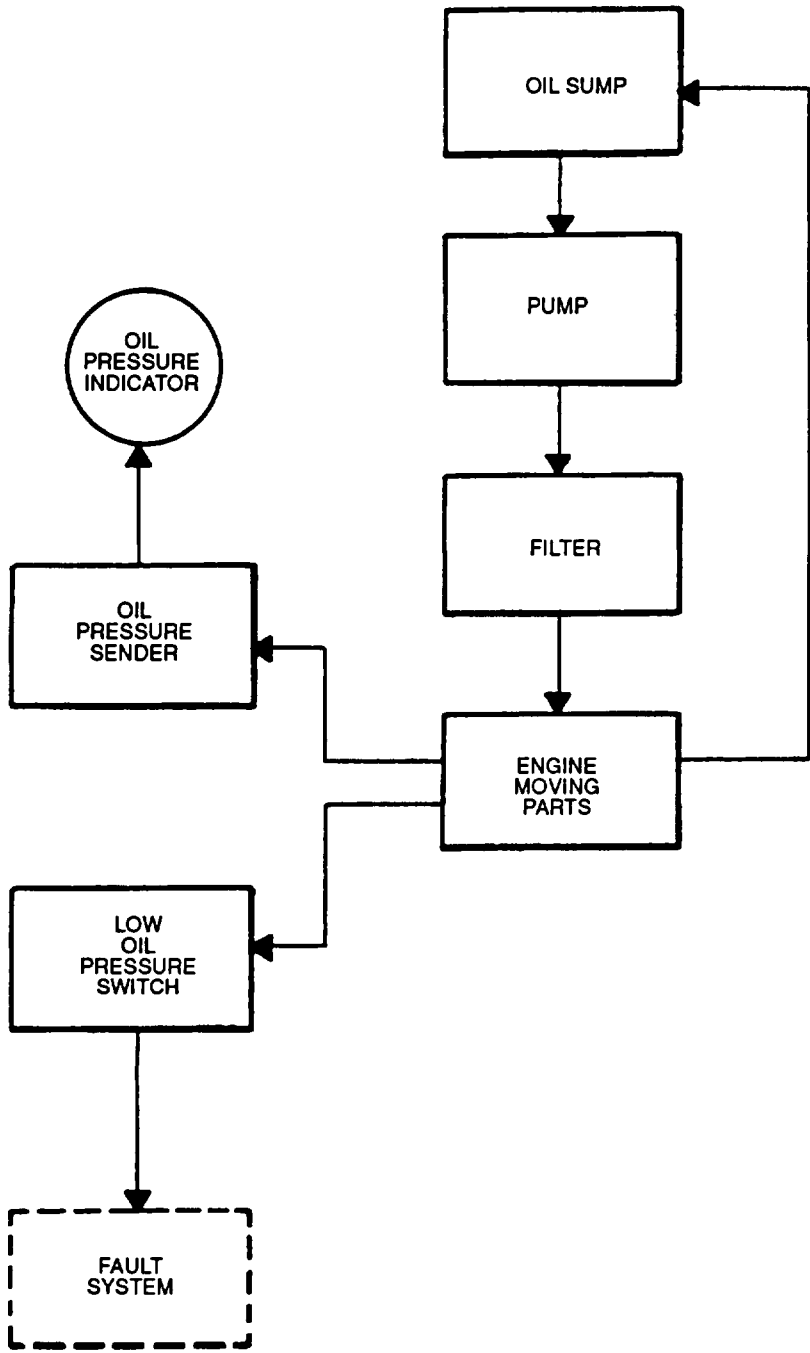 OIL SUMP
PUMP
OIL
PRESSURE
INDICATOR
FILTER
OIL
PRESSURE
SENDER
ENGINE
MOVING
PARTS
LOW
OIL
PRESSURE
SWITCH
FAULT
SYSTEM